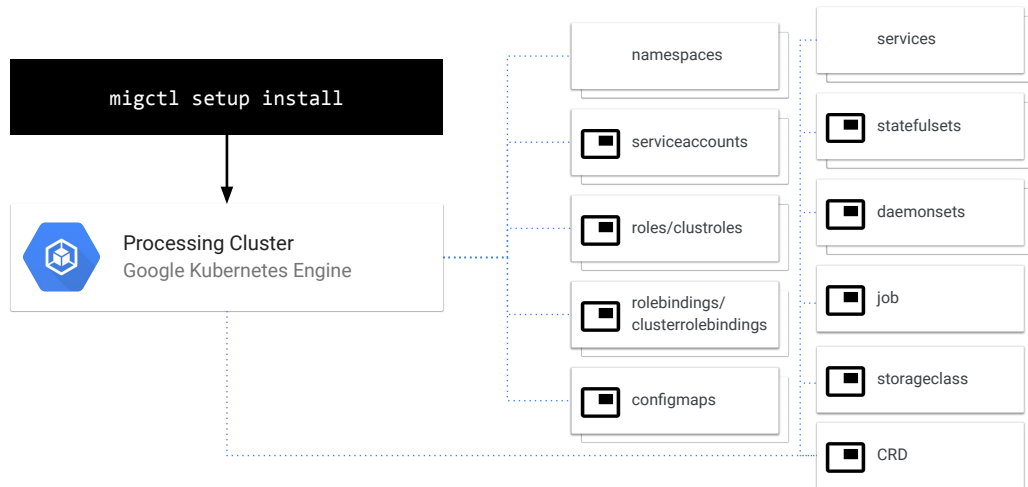 migctl setup install
Processing Cluster
Google Kubernetes Engine
namespaces
serviceaccounts
roles/clustroles
rolebindings/
clusterrolebindings
configmaps
services
statefulsets
daemonsets
job
storageclass
CRD